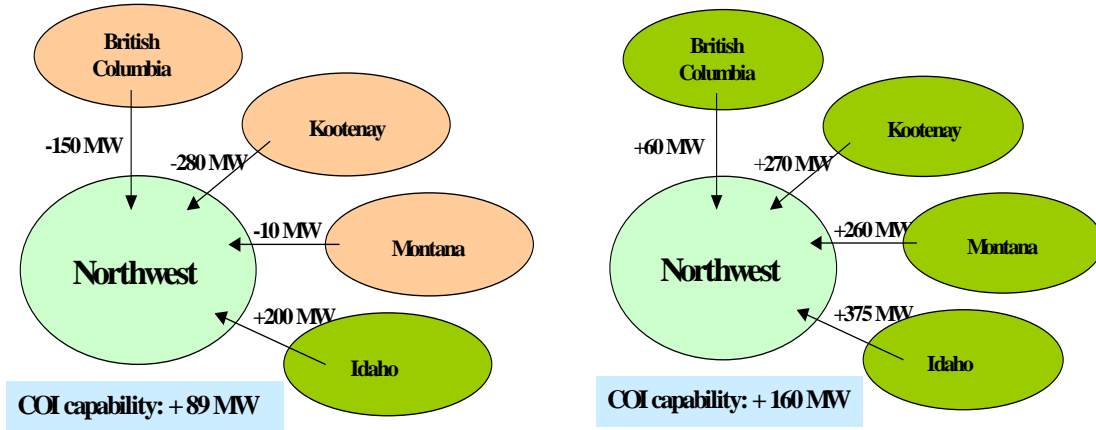 British
Columbia
Kootenay
-150 MW
-280 MW
-10 MW
Northwest
Montana
+200 MW
Idaho
COI capability: + 89 MW
British
Columbia
Kootenay
+60 MW
+270 MW
+260 MW
Northwest
Montana
+375 MW
Idaho
COI capability: + 160 MW